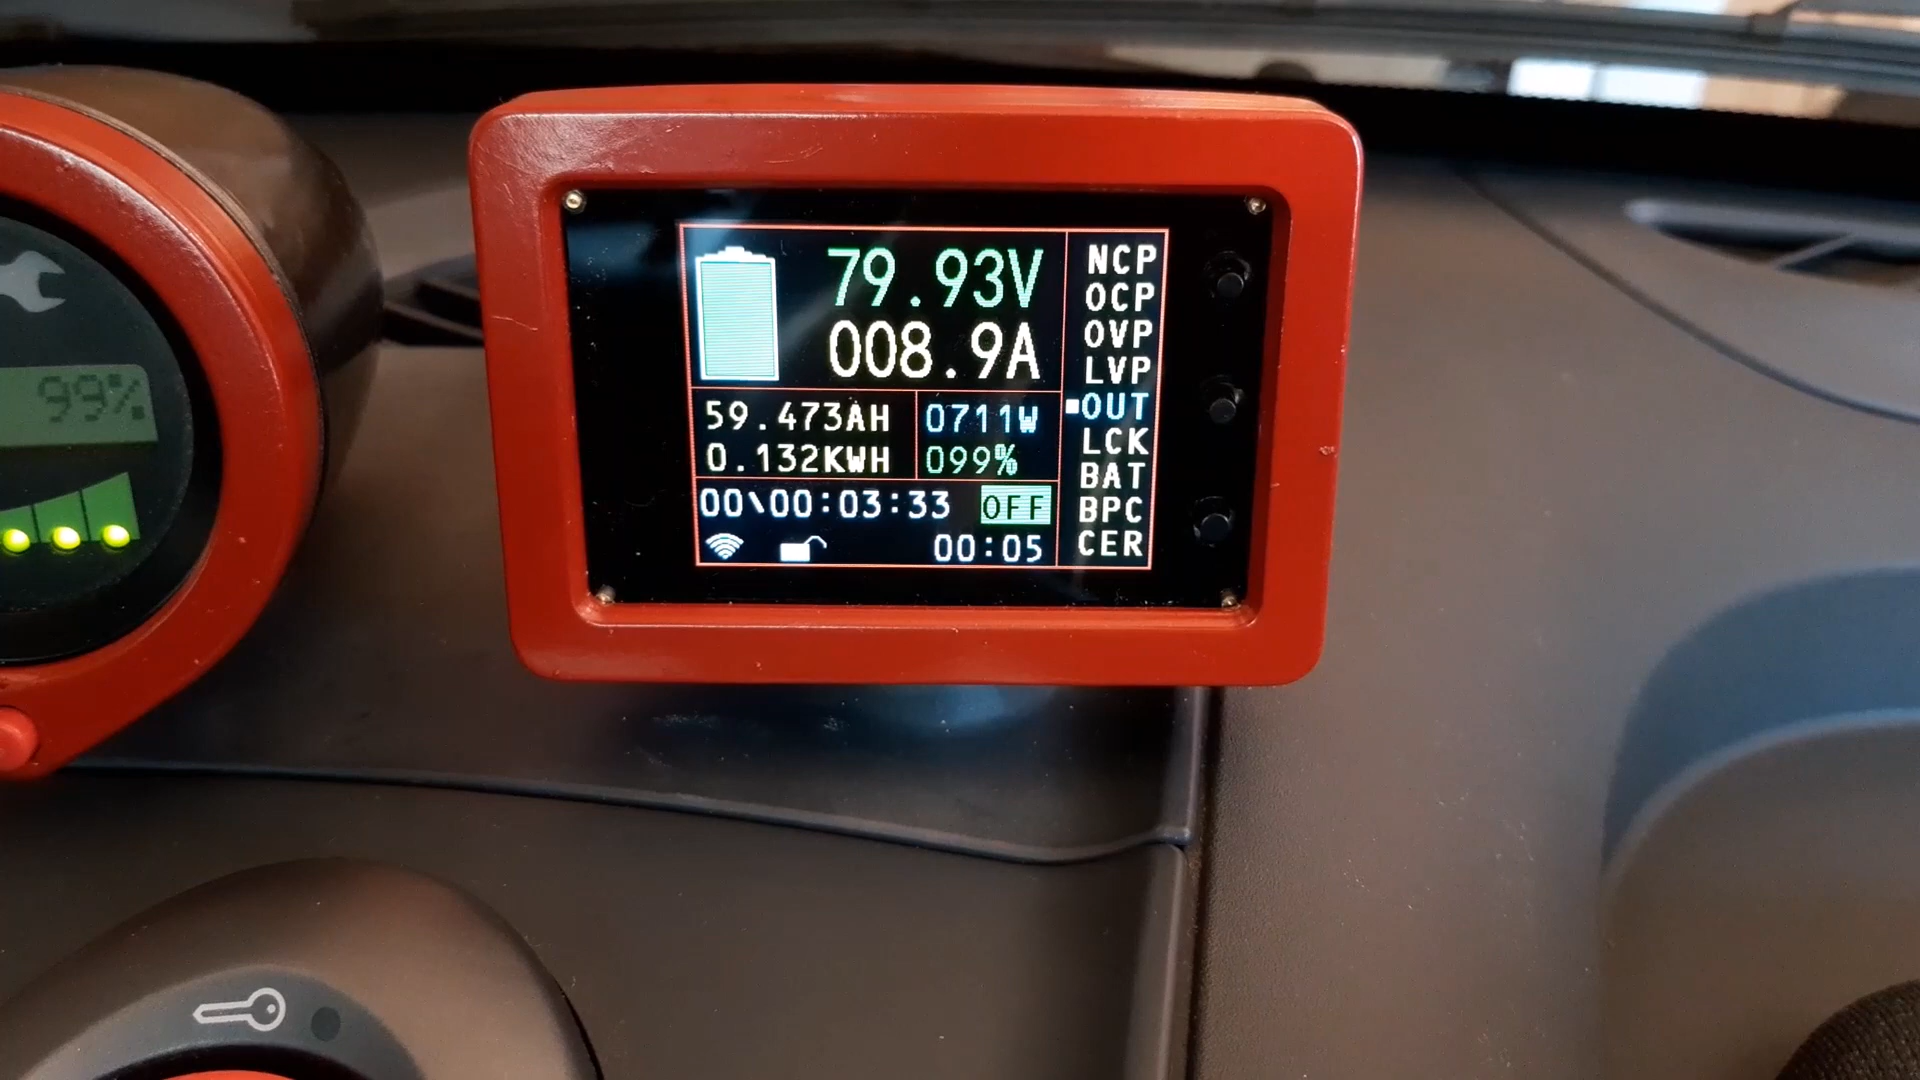 99%
79.93V
008.9A
59.473AH
0711W
0.132KWH
099%
00\00:03:33
OFF
00:05
NCP
OCP
OVP
LVP
OUT
LCK
BAT
BPC
CER